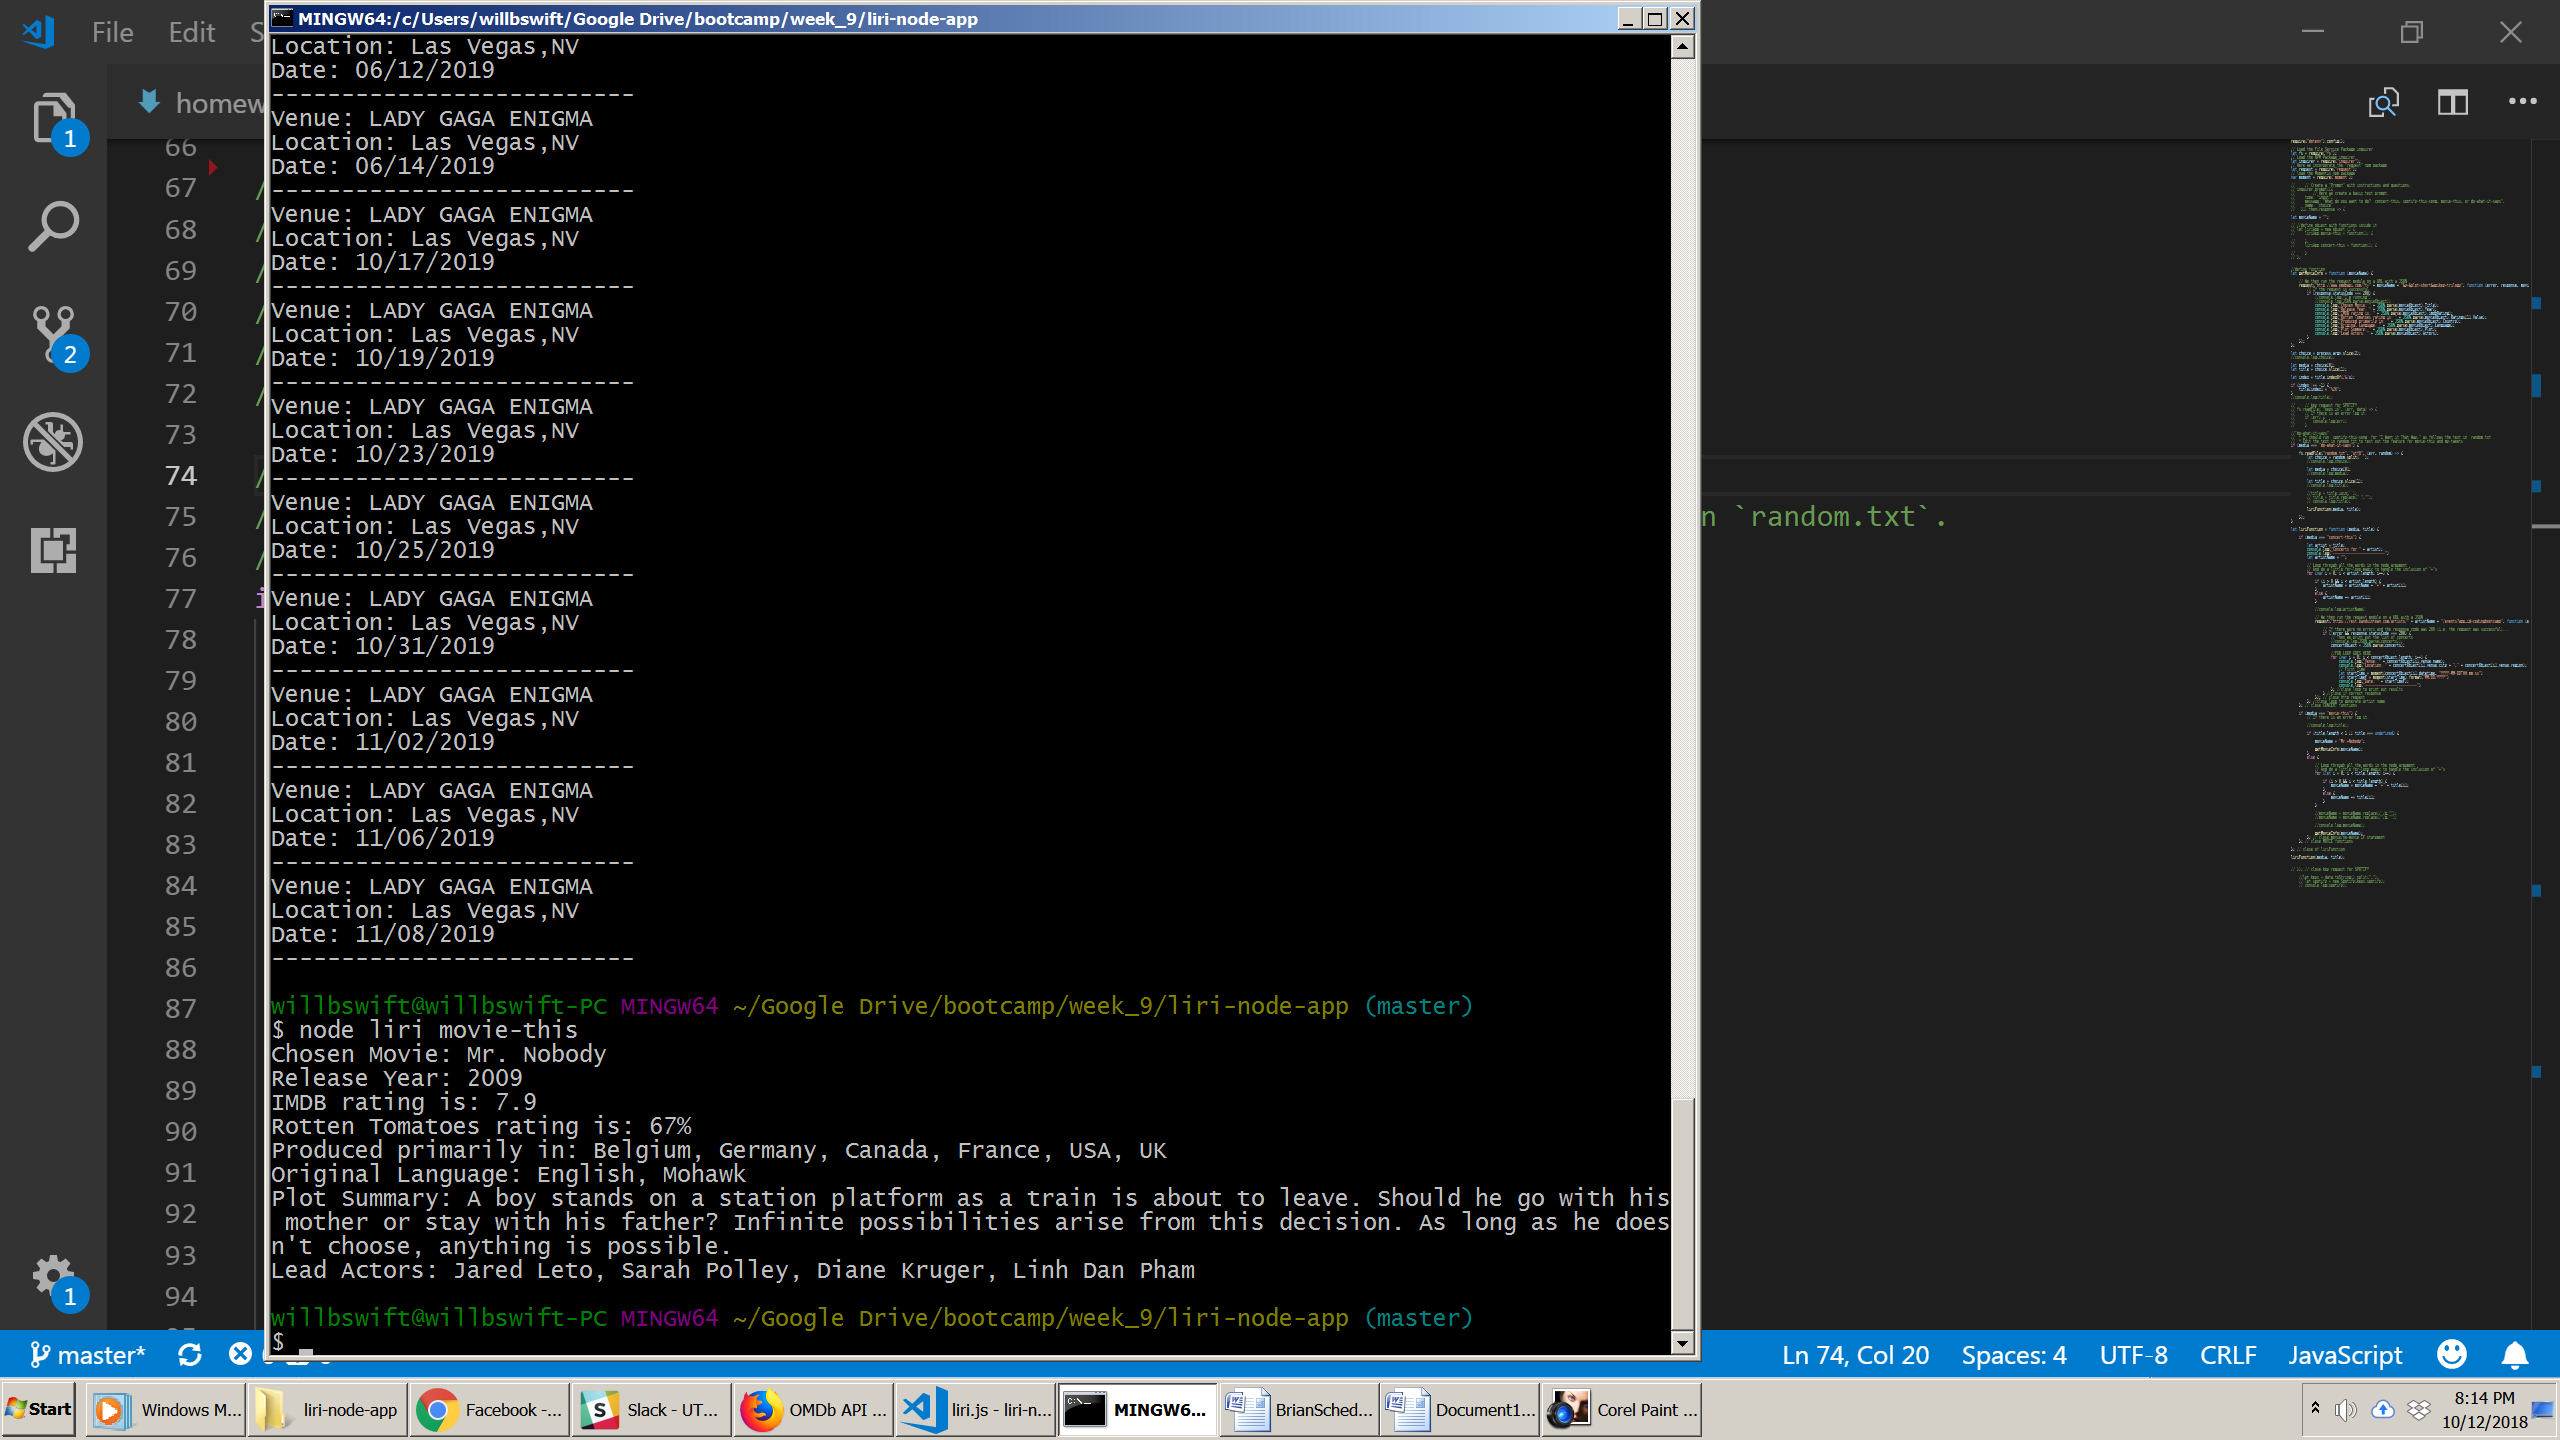 MINGW64:/c/Users/willbswift/Google Drive/bootcamp/week_9/liri-node-app
File Edit S
homew
Location: Las Vegas,NV
Date: 06/12/2019
--------------------------
Venue: LADY GAGA ENIGMA
Location: Las Vegas,NV
Date: 06/14/2019
--------------------------
Venue: LADY GAGA ENIGMA
Location: Las Vegas,NV
Date: 10/17/2019
--------------------------
Venue: LADY GAGA ENIGMA
Location: Las Vegas,NV
Date: 10/19/2019
--------------------------
Venue: LADY GAGA ENIGMA
Location: Las Vegas,NV
Date: 10/23/2019
--------------------------
Venue: LADY GAGA ENIGMA
Location: Las Vegas,NV
Date: 10/25/2019
--------------------------
Venue: LADY GAGA ENIGMA
Location: Las Vegas,NV
Date: 10/31/2019
--------------------------
Venue: LADY GAGA ENIGMA
Location: Las Vegas,NV
Date: 11/02/2019
--------------------------
Venue: LADY GAGA ENIGMA
Location: Las Vegas,NV
Date: 11/06/2019
--------------------------
Venue: LADY GAGA ENIGMA
Location: Las Vegas,NV
Date: 11/08/2019
--------------------------
willbswift@willbswift-PC MINGW64 ~/Google Drive/bootcamp/week_9/liri-node-app (master)
$ node liri movie-this
Chosen Movie: Mr. Nobody
Release Year: 2009
IMDB rating is: 7.9
Rotten Tomatoes rating is: 67%
Produced primarily in: Belgium, Germany, Canada, France, USA, UK
Original Language: English, Mohawk
Plot Summary: A boy stands on a station platform as a train is about to leave. Should he go with his
mother or stay with his father? Infinite possibilities arise from this decision. As long as he does
n't choose, anything is possible.
Lead Actors: Jared Leto, Sarah Polley, Diane Kruger, Linh Dan Pham
willbswift@willbswift-PC MINGW64 ~/Google Drive/bootcamp/week_9/liri-node-app (master)
$
1
2
1
66
67 /
68 /
69 /
70 /
71 /
72 /
73
74 /
75 / n `random.txt`.
76 /
77 i
78
79
80
81
82
83
84
85
86
87
88
89
90
91
92
93
94
master* Ln 74, Col 20 Spaces: 4 UTF-8 CRLF JavaScript
Start Windows M... liri-node-app Facebook -... Slack - UT... OMDb API ... liri.js - liri-n... MINGW6... BrianSched... Document1... Corel Paint ...
8:14 PM
10/12/2018